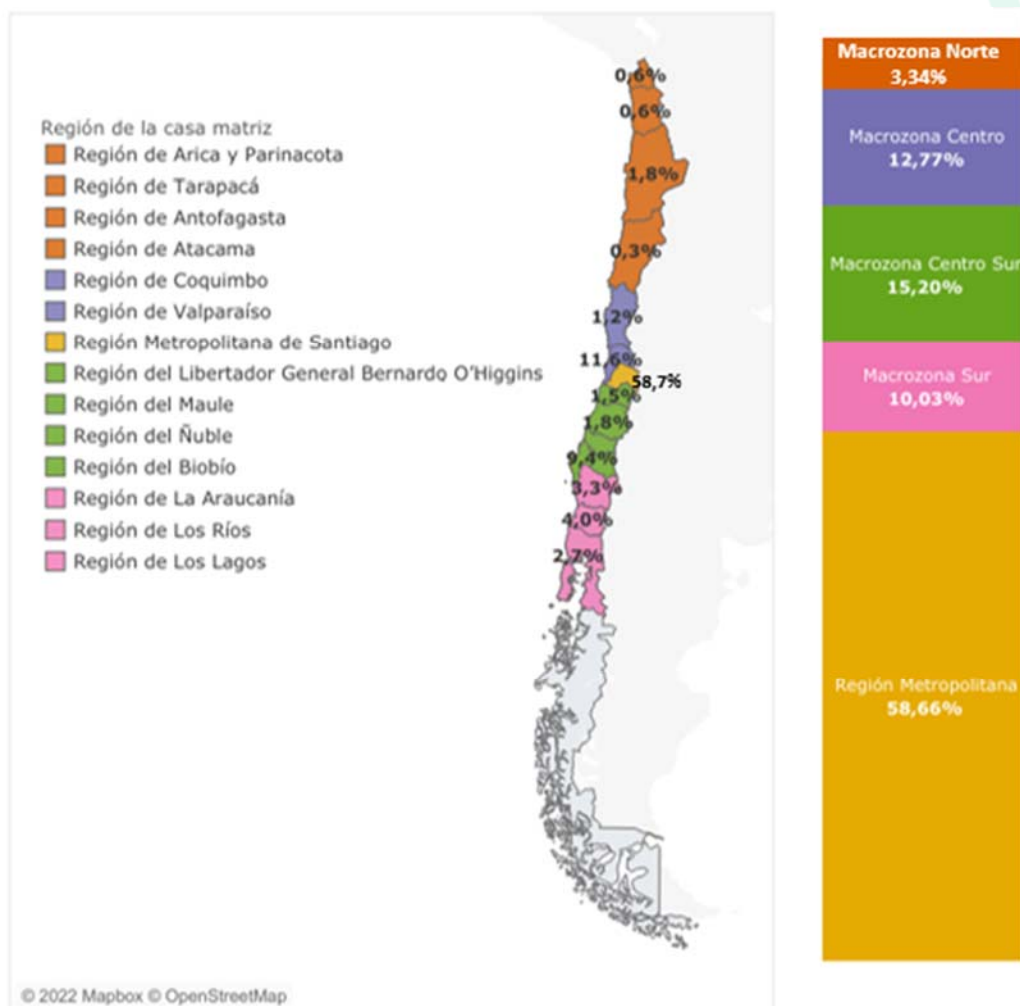 Región de la casa matriz
Región de Arica y Parinacota
Región de Tarapacá
Región de Antofagasta
Región de Atacama
Región de Coquimbo
Región de Valparaíso
Región Metropolitana de Santiago
Región del Libertador General Bernardo O'Higgins
Región del Maule
Región del Ñuble
Región del Biobío
Región de La Araucanía
Región de Los Ríos
Región de Los Lagos
0,6%
0,6%
1,8%
0,3%
1,2%
11,6%
58,7%
1,5%
1,8%
9,4%
3,3%
4,0%
2,7%
© 2022 Mapbox © OpenStreetMap
Macrozona Norte
3,34%
Macrozona Centro
12,77%
Macrozona Centro Sur
15,20%
Macrozona Sur
10,03%
Región Metropolitana
58,66%